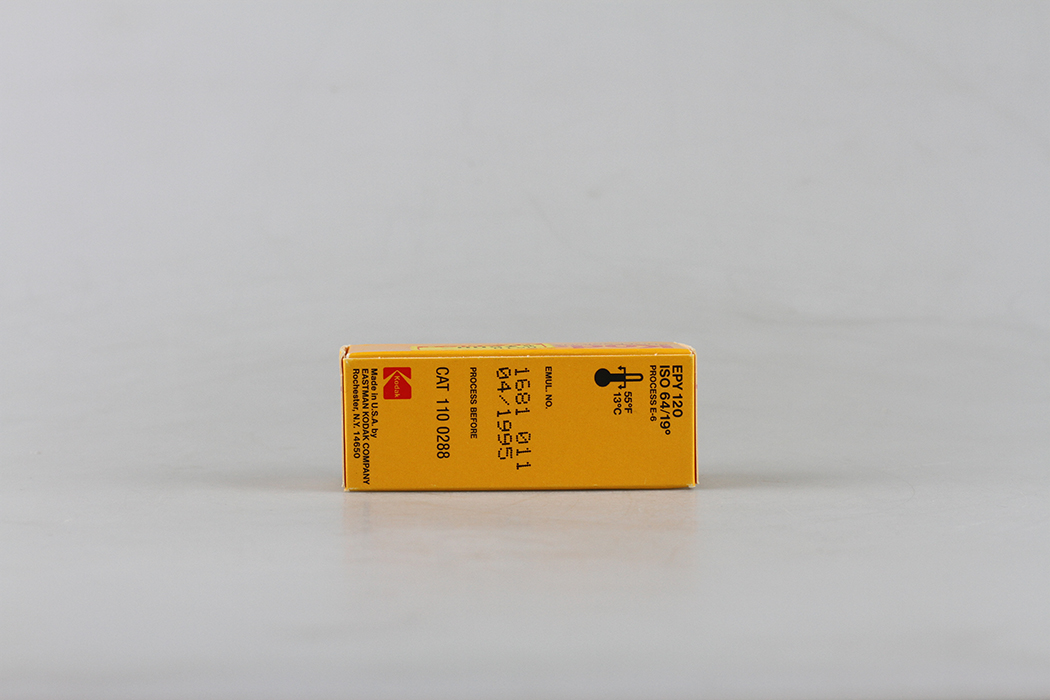 EPY 120
ISO 64/19°
PROCESS E-6
55°F
13°C
EMUL. NO.
1681 011
04/1995
PROCESS BEFORE
CAT 110 0288
Kodak
Made in U.S.A. by
EASTMAN KODAK COMPANY
Rochester, N.Y. 14650